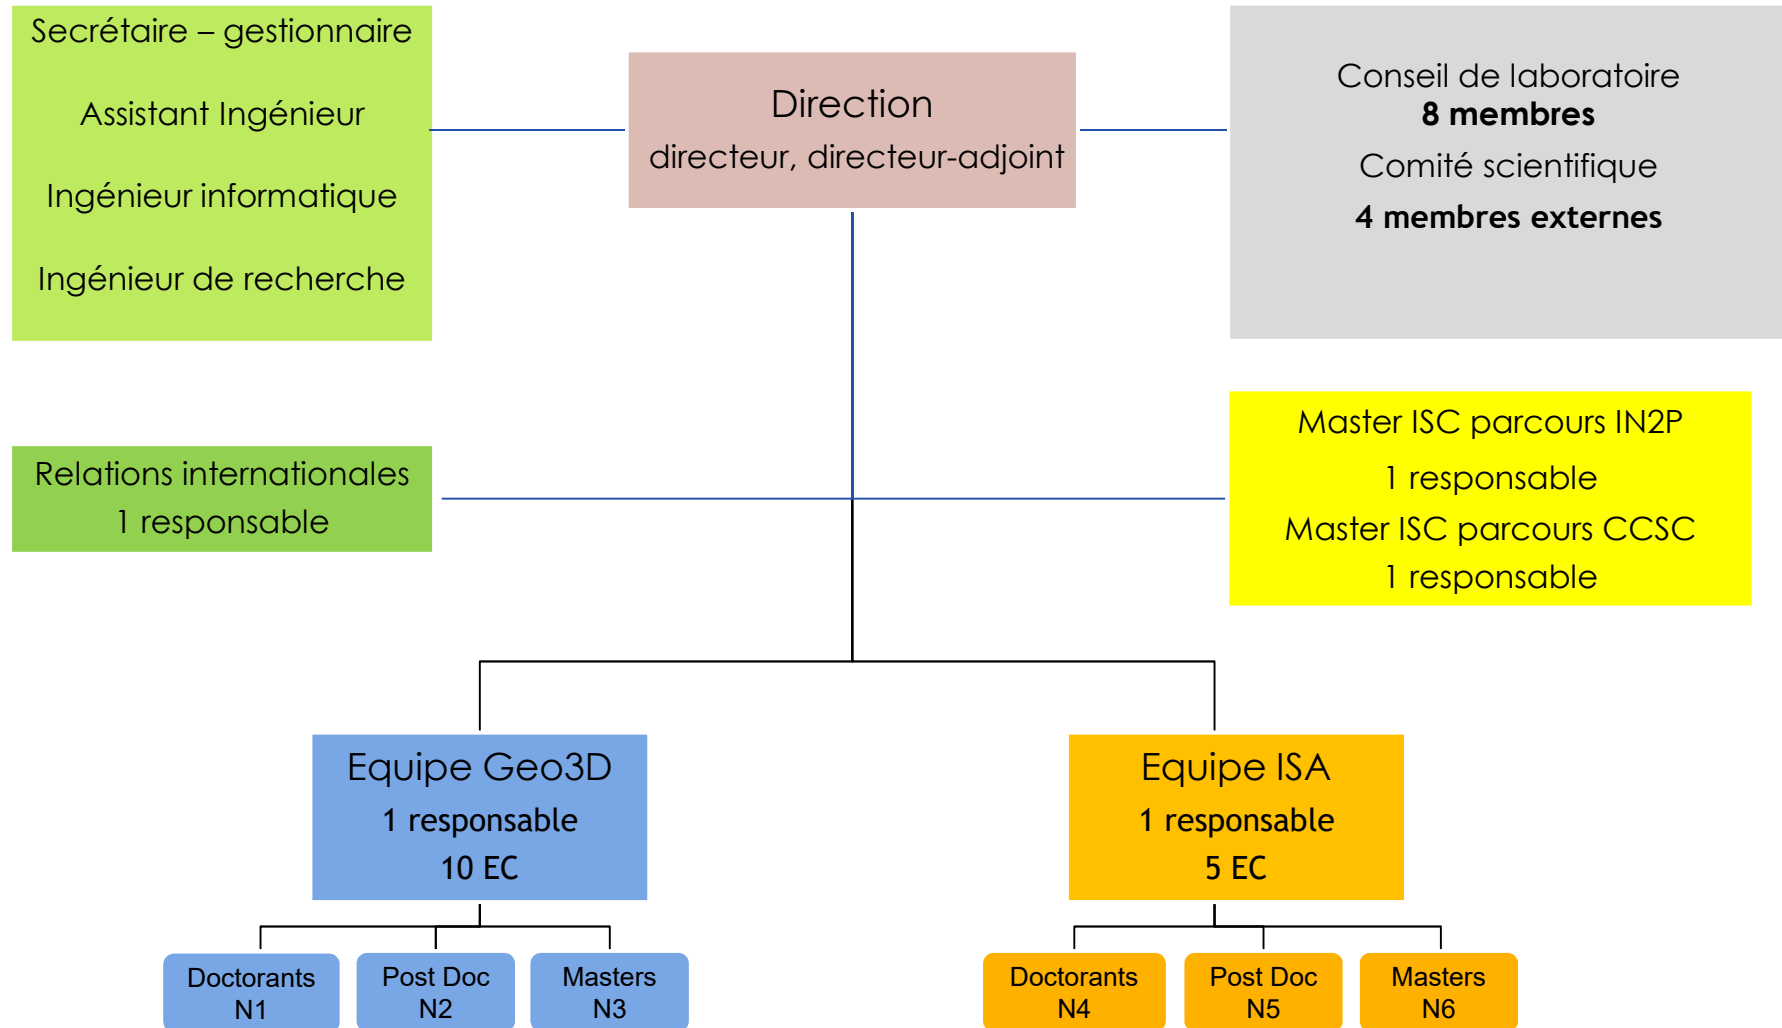 Secrétaire – gestionnaire
Assistant Ingénieur
Ingénieur informatique
Ingénieur de recherche
Direction
directeur, directeur-adjoint
Conseil de laboratoire
8 membres
Comité scientifique
4 membres externes
Relations internationales
1 responsable
Master ISC parcours IN2P
1 responsable
Master ISC parcours CCSC
1 responsable
Equipe Geo3D
1 responsable
10 EC
Equipe ISA
1 responsable
5 EC
Doctorants
N1
Post Doc
N2
Masters
N3
Doctorants
N4
Post Doc
N5
Masters
N6